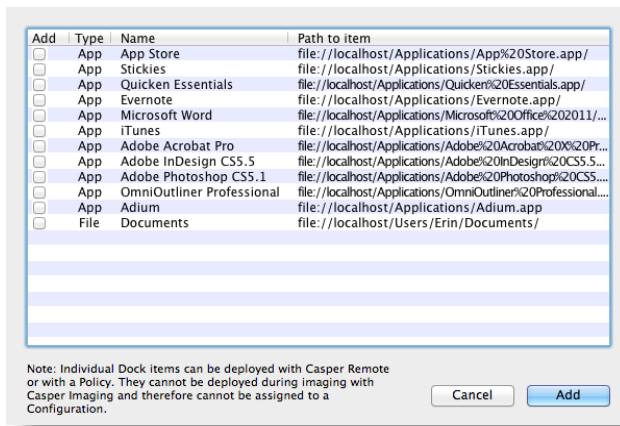 Add Type Name Path to item
App App Store file://localhost/Applications/App%20Store.app/
App Stickies file://localhost/Applications/Stickies.app/
App Quicken Essentials file://localhost/Applications/Quicken%20Essentials.app/
App Evernote file://localhost/Applications/Evernote.app/
App Microsoft Word file://localhost/Applications/Microsoft%20Office%202011/...
App iTunes file://localhost/Applications/iTunes.app/
App Adobe Acrobat Pro file://localhost/Applications/Adobe%20Acrobat%20X%20Pr...
App Adobe InDesign CS5.5 file://localhost/Applications/Adobe%20InDesign%20CS5.5...
App Adobe Photoshop CS5.1 file://localhost/Applications/Adobe%20Photoshop%20CS5....
App OmniOutliner Professional file://localhost/Applications/OmniOutliner%20Professional....
App Adium file://localhost/Applications/Adium.app
File Documents file://localhost/Users/Erin/Documents/
Note: Individual Dock items can be deployed with Casper Remote
or with a Policy. They cannot be deployed during imaging with
Casper Imaging and therefore cannot be assigned to a
Configuration.
Cancel Add